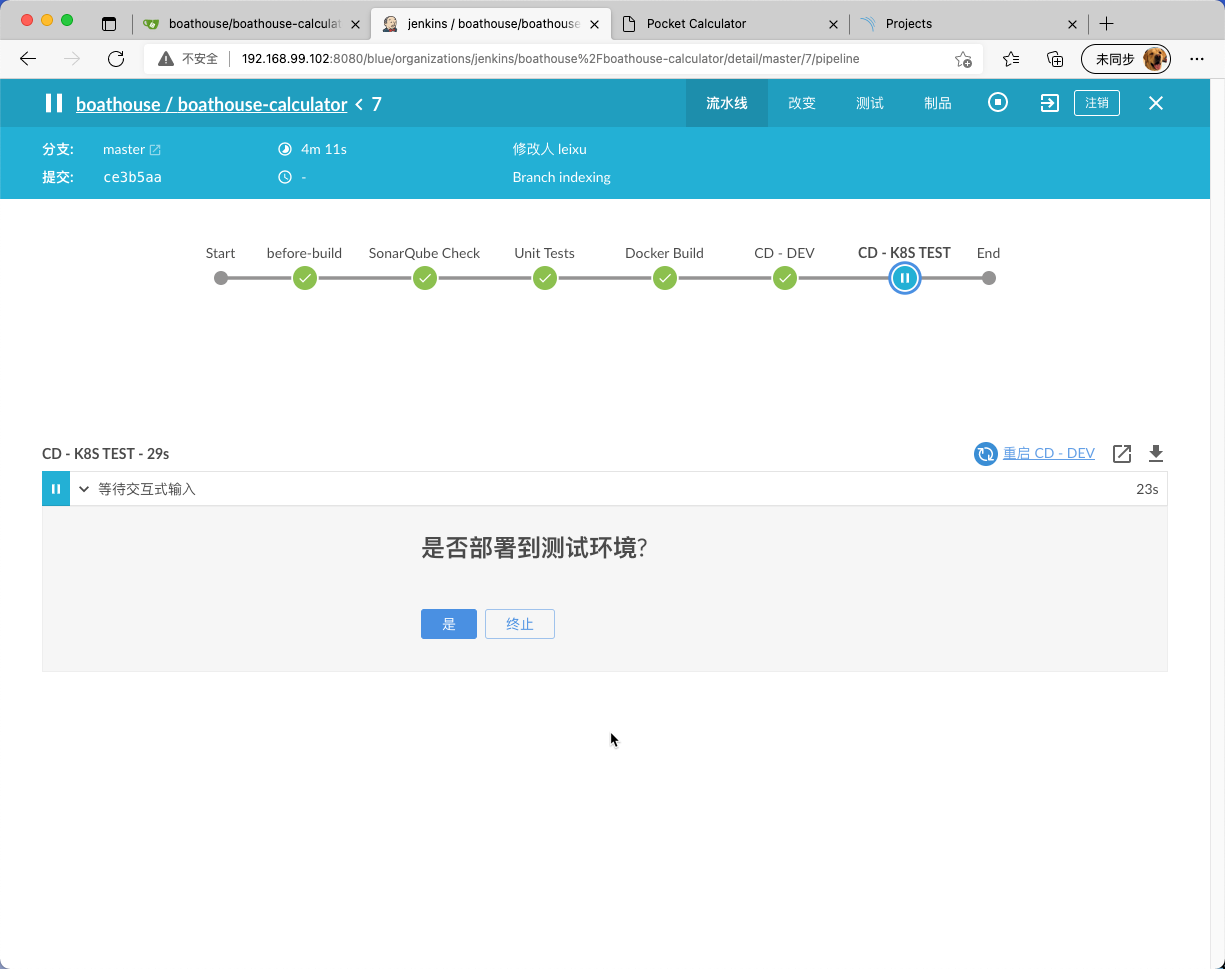 boathouse/boathouse-calculat
jenkins / boathouse/boathouse
Pocket Calculator
Projects
不安全
192.168.99.102:8080/blue/organizations/jenkins/boathouse%2Fboathouse-calculator/detail/master/7/pipeline
未同步
boathouse / boathouse-calculator < 7
流水线
改变
测试
制品
注销
分支: master
4m 11s
修改人 leixu
提交: ce3b5aa
-
Branch indexing
Start
before-build
SonarQube Check
Unit Tests
Docker Build
CD - DEV
CD - K8S TEST
End
CD - K8S TEST - 29s
重启 CD - DEV
等待交互式输入
23s
是否部署到测试环境?
是
终止